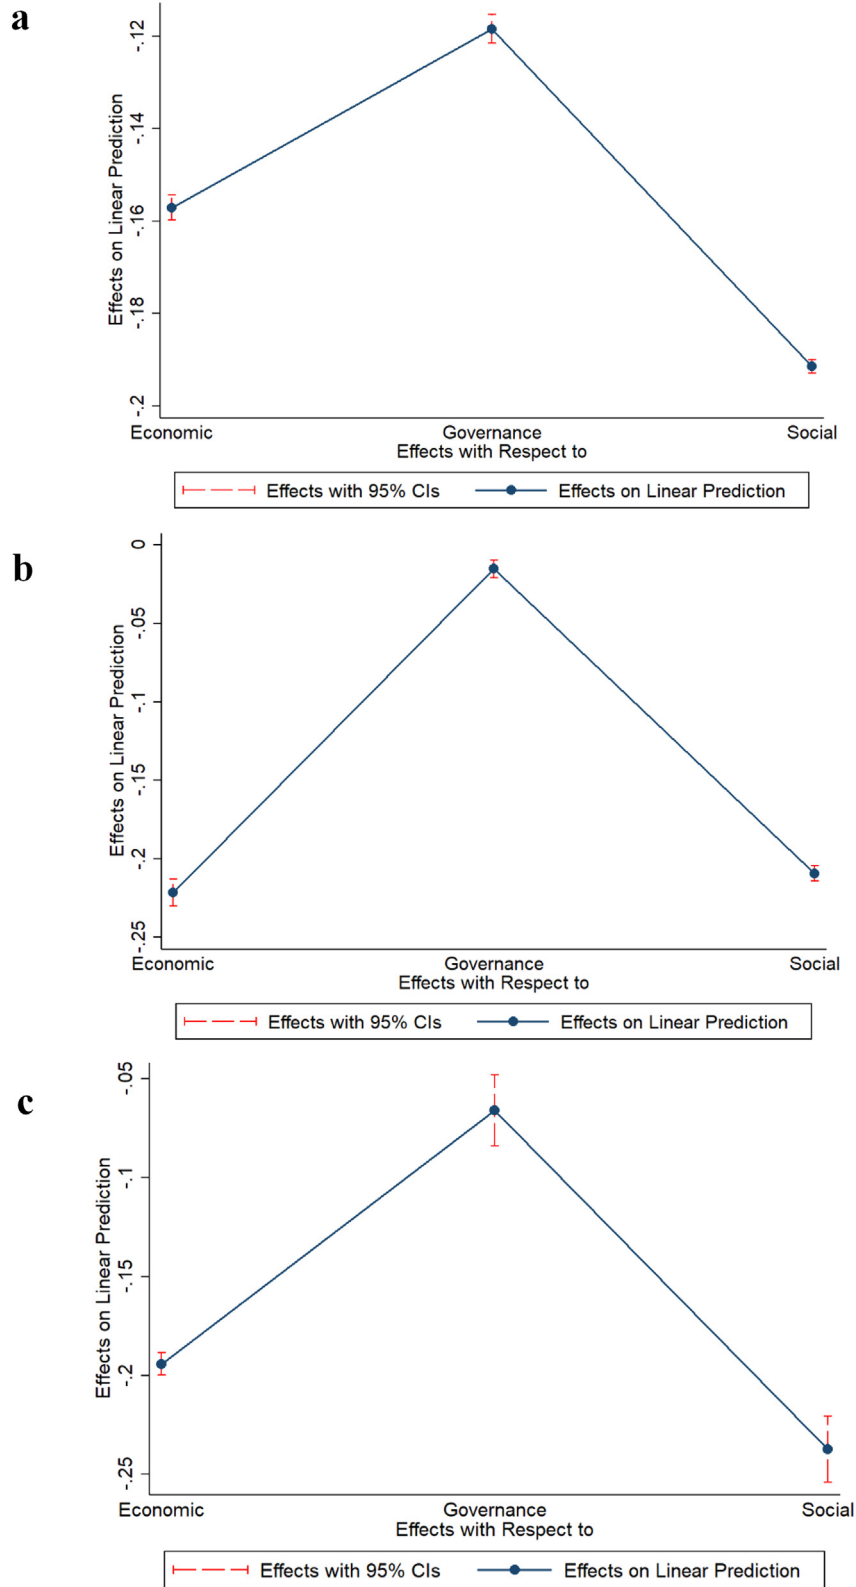 a
Effects on Linear Prediction
-.12
-.14
-.16
-.18
-.2
Economic Governance Social
Effects with Respect to
Effects with 95% CIs Effects on Linear Prediction
b
Effects on Linear Prediction
0
-.05
-.1
-.15
-.2
-.25
Economic Governance Social
Effects with Respect to
Effects with 95% CIs Effects on Linear Prediction
c
Effects on Linear Prediction
-.05
-.1
-.15
-.2
-.25
Economic Governance Social
Effects with Respect to
Effects with 95% CIs Effects on Linear Prediction